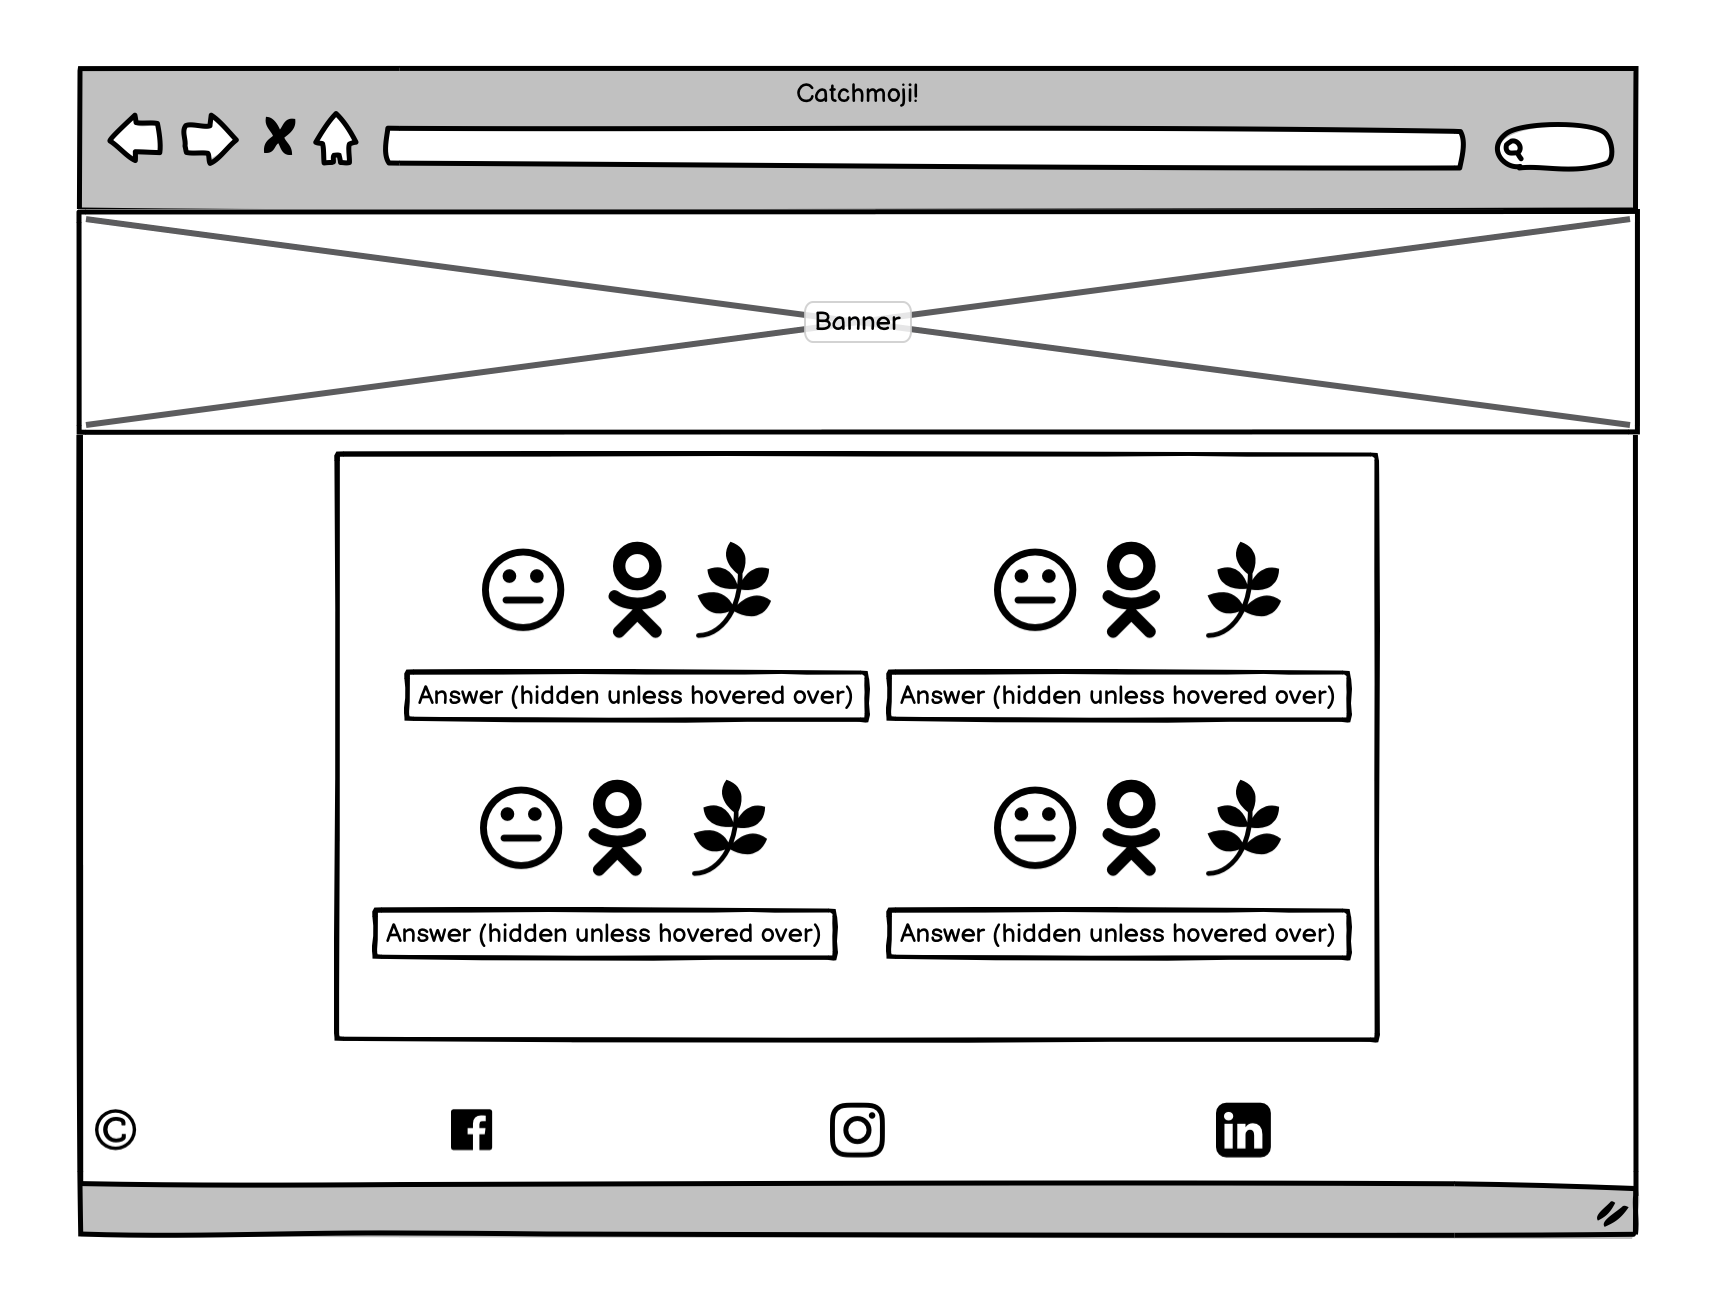 Catchmoji!
Banner
Answer (hidden unless hovered over)
Answer (hidden unless hovered over)
Answer (hidden unless hovered over)
Answer (hidden unless hovered over)
©
f
in